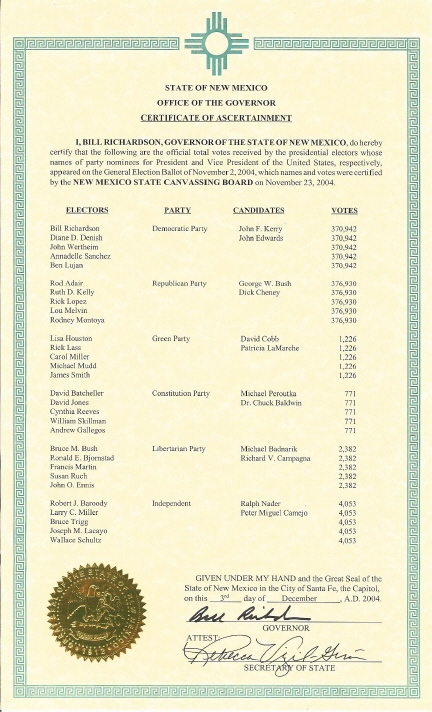 STATE OF NEW MEXICO
OFFICE OF THE GOVERNOR
CERTIFICATE OF ASCERTAINMENT
I, BILL RICHARDSON, GOVERNOR OF THE STATE OF NEW MEXICO, do hereby
certify that the following are the official total votes received by the presidential electors whose
names of party nominees for President and Vice President of the United States, respectively,
appeared on the General Election Ballot of November 2, 2004, which names and votes were certified
by the NEW MEXICO STATE CANVASSING BOARD on November 23, 2004.
ELECTORS PARTY CANDIDATES VOTES
Bill Richardson Democratic Party John F. Kerry 370,942
Diane D. Denish John Edwards 370,942
John Wertheim 370,942
Annadelle Sanchez 370,942
Ben Lujan 370,942
Rod Adair Republican Party George W. Bush 376,930
Ruth D. Kelly Dick Cheney 376,930
Rick Lopez 376,930
Lou Melvin 376,930
Rodney Montoya 376,930
Lisa Houston Green Party David Cobb 1,226
Rick Lass Patricia LaMarche 1,226
Carol Miller 1,226
Michael Mudd 1,226
James Smith 1,226
David Batcheller Constitution Party Michael Peroutka 771
David Jones Dr. Chuck Baldwin 771
Cynthia Reeves 771
William Skillman 771
Andrew Gallegos 771
Bruce M. Bush Libertarian Party Michael Badnarik 2,382
Ronald E. Bjornstad Richard V. Campagna 2,382
Francis Martin 2,382
Susan Ruch 2,382
John O. Ennis 2,382
Robert J. Baroody Independent Ralph Nader 4,053
Larry C. Miller Peter Miguel Camejo 4,053
Bruce Trigg 4,053
Joseph M. Lacayo 4,053
Wallace Schultz 4,053
GIVEN UNDER MY HAND and the Great Seal of the
State of New Mexico in the City of Santa Fe, the Capitol,
on this 3rd day of December, A.D. 2004.
Bill Richardson
GOVERNOR
ATTEST:
Rebecca Vigil-Giron
SECRETARY OF STATE